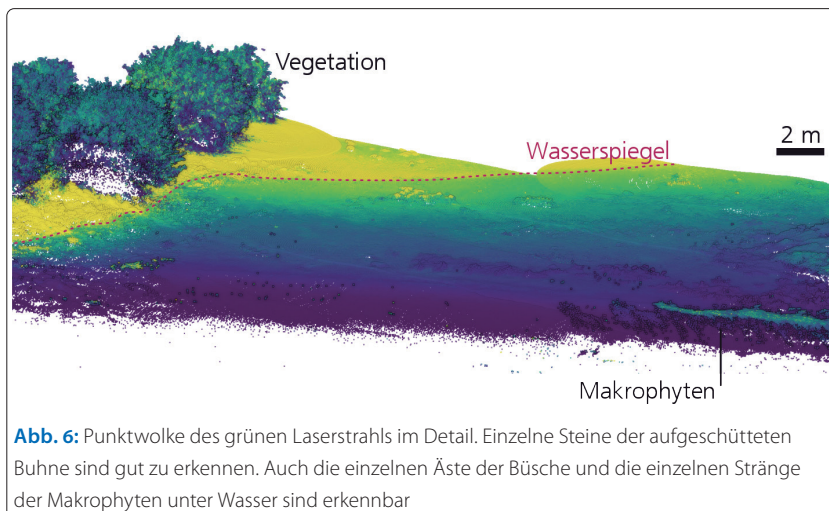 Vegetation
2 m
Wasserspiegel
Makrophyten
Abb. 6: Punktwolke des grünen Laserstrahls im Detail. Einzelne Steine der aufgeschütteten
Buhne sind gut zu erkennen. Auch die einzelnen Äste der Büsche und die einzelnen Stränge
der Makrophyten unter Wasser sind erkennbar